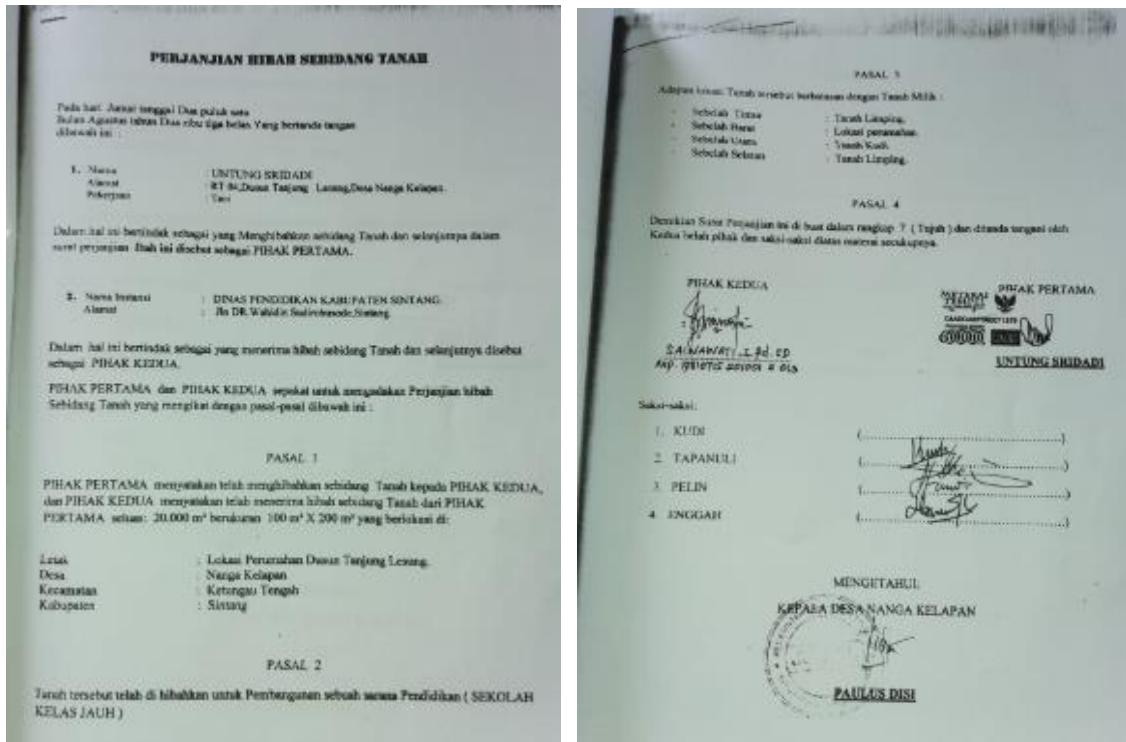 PERJANJIAN HIBAH SEBIDANG TANAH
Pada hari Jumat tanggal Dua puluh satu
Bulan Agustus tahun Dua ribu tiga belas Yang bertanda tangan
dibawah ini :
1. Nama : UNTUNG SRIDADI
Alamat : RT 04,Dusun Tanjung Lesung,Desa Nanga Kelapan.
Pekerjaan : Tani
Dalam hal ini bertindak sebagai yang Menghibahkan sebidang Tanah dan selanjutnya dalam
surat perjanjian ibah ini disebut sebagai PIHAK PERTAMA.
2. Nama Instansi : DINAS PENDIDIKAN KABUPATEN SINTANG
Alamat : Jln DR.Wahidin Sudirohusodo,Sintang.
Dalam hal ini bertindak sebagai yang menerima hibah sebidang Tanah dan selanjutnya disebut
sebagai PIHAK KEDUA.
PIHAK PERTAMA dan PIHAK KEDUA sepakat untuk mengadakan Perjanjian hibah
Sebidang Tanah yang mengikat dengan pasal-pasal dibawah ini :
PASAL 1
PIHAK PERTAMA menyatakan telah menghibahkan sebidang Tanah kepada PIHAK KEDUA,
dan PIHAK KEDUA menyatakan telah menerima hibah sebidang Tanah dari PIHAK
PERTAMA seluas: 20.000 m² berukuran 100 m² X 200 m² yang berlokasi di:
Letak : Lokasi Perumahan Dusun Tanjung Lesung.
Desa : Nanga Kelapan
Kecamatan : Ketungau Tengah
Kabupaten : Sintang
PASAL 2
Tanah tersebut telah di hibahkan untuk Pembangunan sebuah sarana Pendidikan ( SEKOLAH
KELAS JAUH )
PASAL 3
Adapun lokasi Tanah tersebut berbatasan dengan Tanah Milik :
- Sebelah Timur : Tanah Limping.
- Sebelah Barat : Lokasi perumahan.
- Sebelah Utara : Tanah Kudi.
- Sebelah Selatan : Tanah Limping.
PASAL 4
Demikian Surat Perjanjian ini di buat dalam rangkap 7 ( Tujuh ) dan ditanda tangani oleh
Kedua belah pihak dan saksi-saksi diatas materai secukupnya.
PIHAK KEDUA
PIHAK PERTAMA
METERAI
TEMPEL
6000
UNTUNG SRIDADI
Saksi-saksi:
1. KUDI (....................)
2. TAPANULI (....................)
3. PELIN (....................)
4. ENGGAH (....................)
MENGETAHUI.
KEPALA DESA NANGA KELAPAN
PAULUS DISI